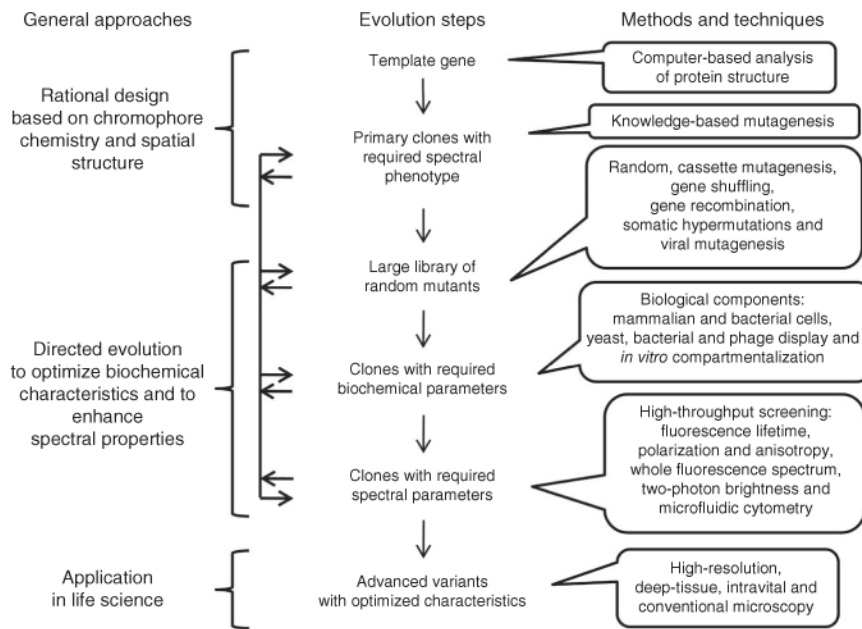 General approaches
Evolution steps
Methods and techniques
Rational design
based on chromophore
chemistry and spatial
structure
Directed evolution
to optimize biochemical
characteristics and to
enhance
spectral properties
Application
in life science
Template gene
Primary clones with
required spectral
phenotype
Large library of
random mutants
Clones with required
biochemical parameters
Clones with required
spectral parameters
Advanced variants
with optimized characteristics
Computer-based analysis
of protein structure
Knowledge-based mutagenesis
Random, cassette mutagenesis,
gene shuffling,
gene recombination,
somatic hypermutations and
viral mutagenesis
Biological components:
mammalian and bacterial cells,
yeast, bacterial and phage display and
in vitro compartmentalization
High-throughput screening:
fluorescence lifetime,
polarization and anisotropy,
whole fluorescence spectrum,
two-photon brightness and
microfluidic cytometry
High-resolution,
deep-tissue, intravital and
conventional microscopy